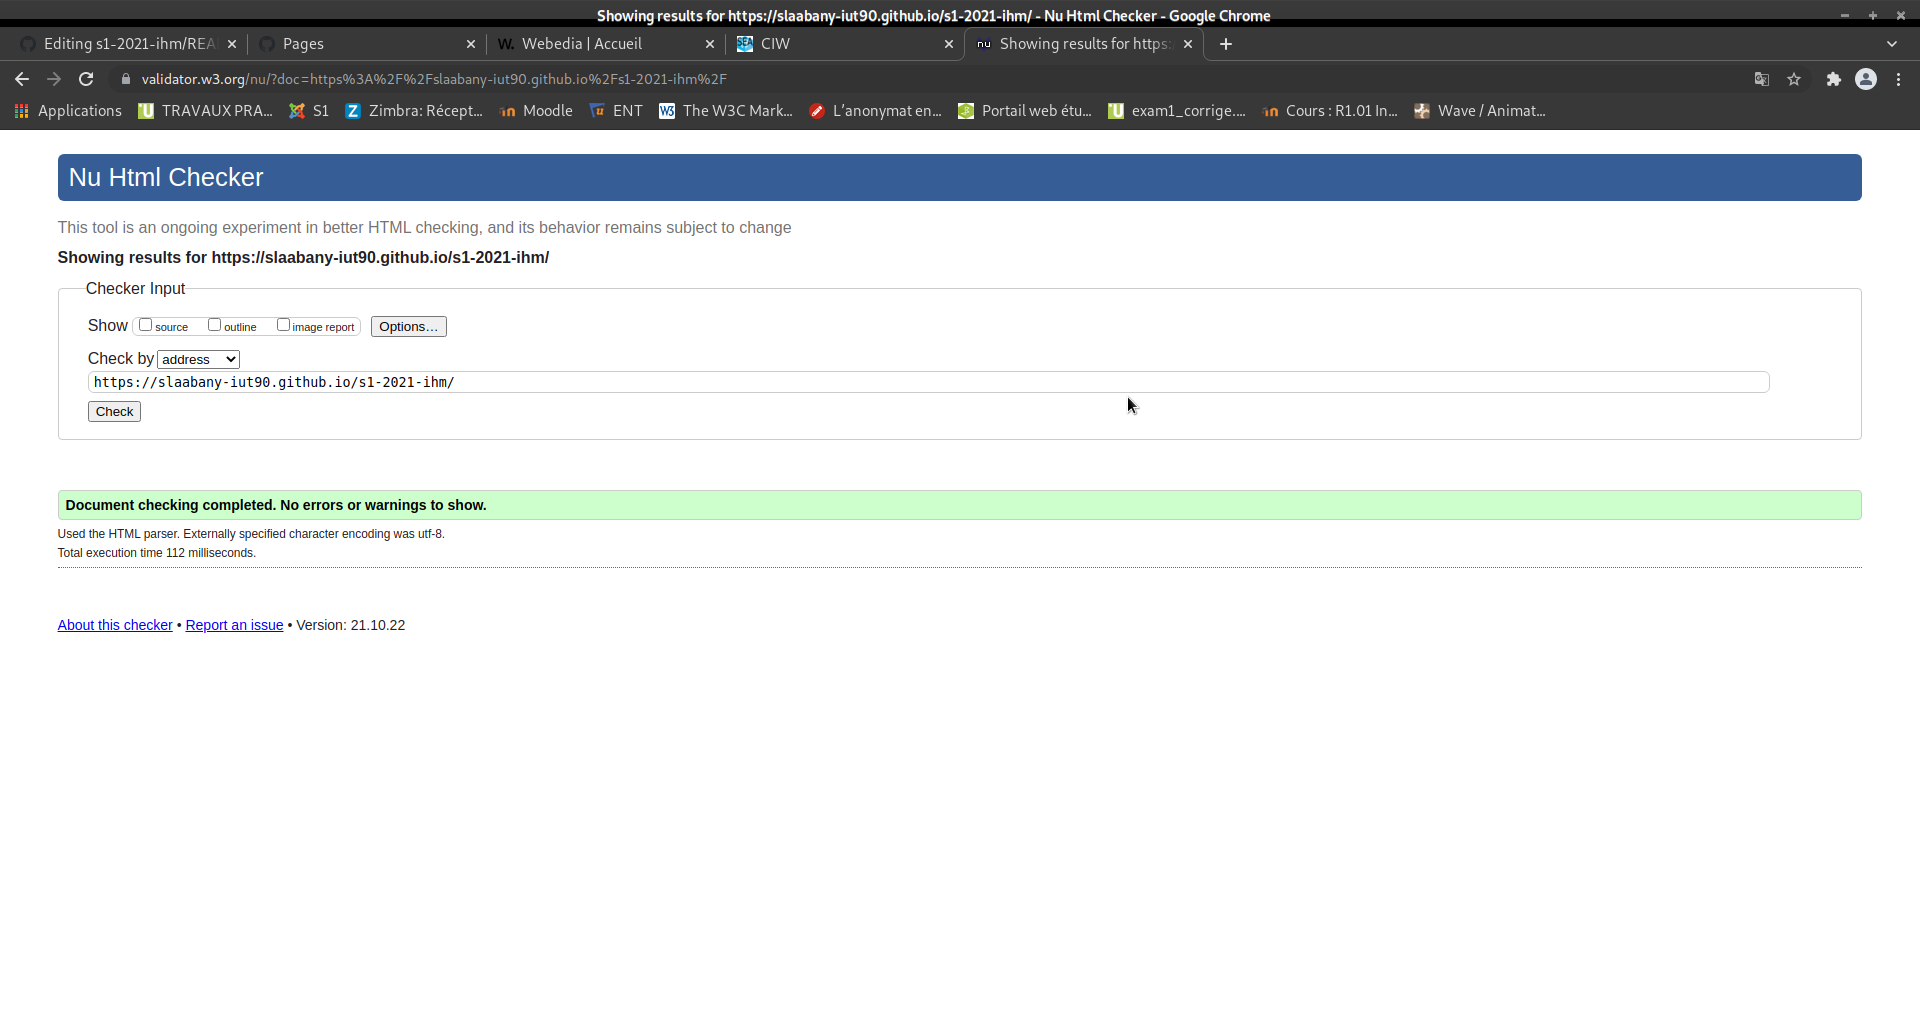 Showing results for https://slaabany-iut90.github.io/s1-2021-ihm/ - Nu Html Checker - Google Chrome
Editing s1-2021-ihm/REA
Pages
W. Webedia | Accueil
SEA CIW
nu Showing results for https:
validator.w3.org/nu/?doc=https%3A%2F%2Fslaabany-iut90.github.io%2Fs1-2021-ihm%2F
Applications
TRAVAUX PRA...
S1
Zimbra: Récept...
Moodle
ENT
The W3C Mark...
L'anonymat en...
Portail web étu...
exam1_corrige....
Cours : R1.01 In...
Wave / Animat...
Nu Html Checker
This tool is an ongoing experiment in better HTML checking, and its behavior remains subject to change
Showing results for https://slaabany-iut90.github.io/s1-2021-ihm/
Checker Input
Show source outline image report Options...
Check by address
https://slaabany-iut90.github.io/s1-2021-ihm/
Check
Document checking completed. No errors or warnings to show.
Used the HTML parser. Externally specified character encoding was utf-8.
Total execution time 112 milliseconds.
About this checker • Report an issue • Version: 21.10.22